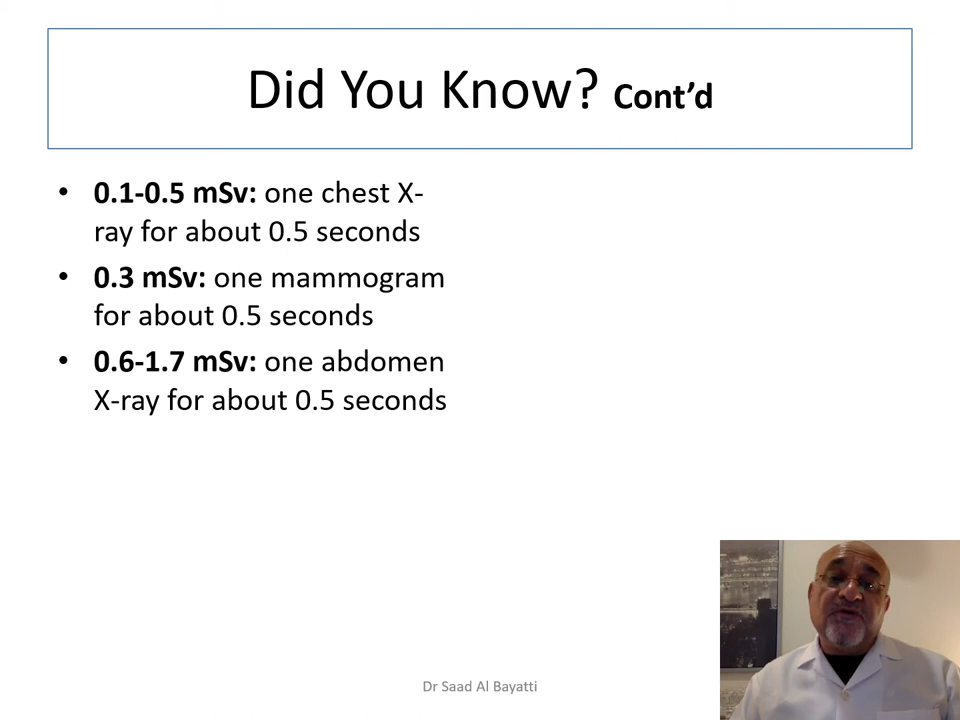 Did You Know? Cont’d
• 0.1-0.5 mSv: one chest X-
ray for about 0.5 seconds
• 0.3 mSv: one mammogram
for about 0.5 seconds
• 0.6-1.7 mSv: one abdomen
X-ray for about 0.5 seconds
Dr Saad Al Bayatti